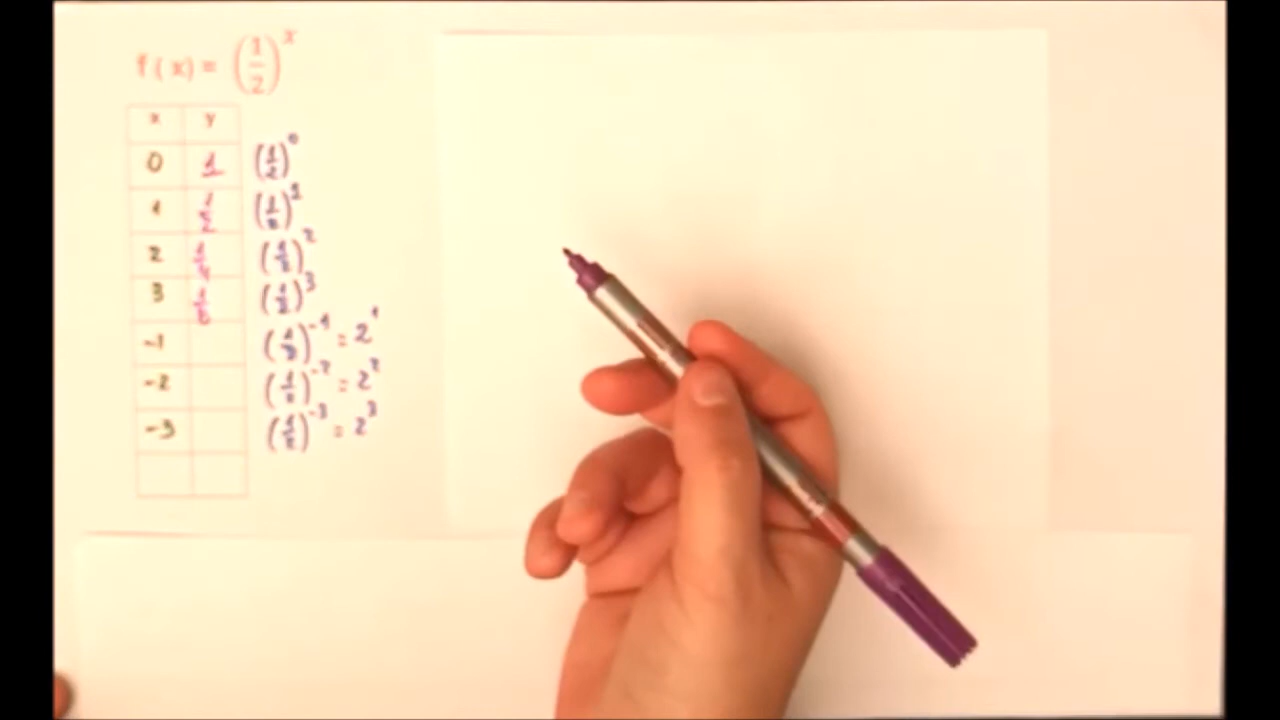 f(x) = (1/2)^x
x y
0 1 (1/2)^0
1 1/2 (1/2)^1
2 1/4 (1/2)^2
3 1/8 (1/2)^3
-1 (1/2)^-1 = 2^1
-2 (1/2)^-2 = 2^2
-3 (1/2)^-3 = 2^3